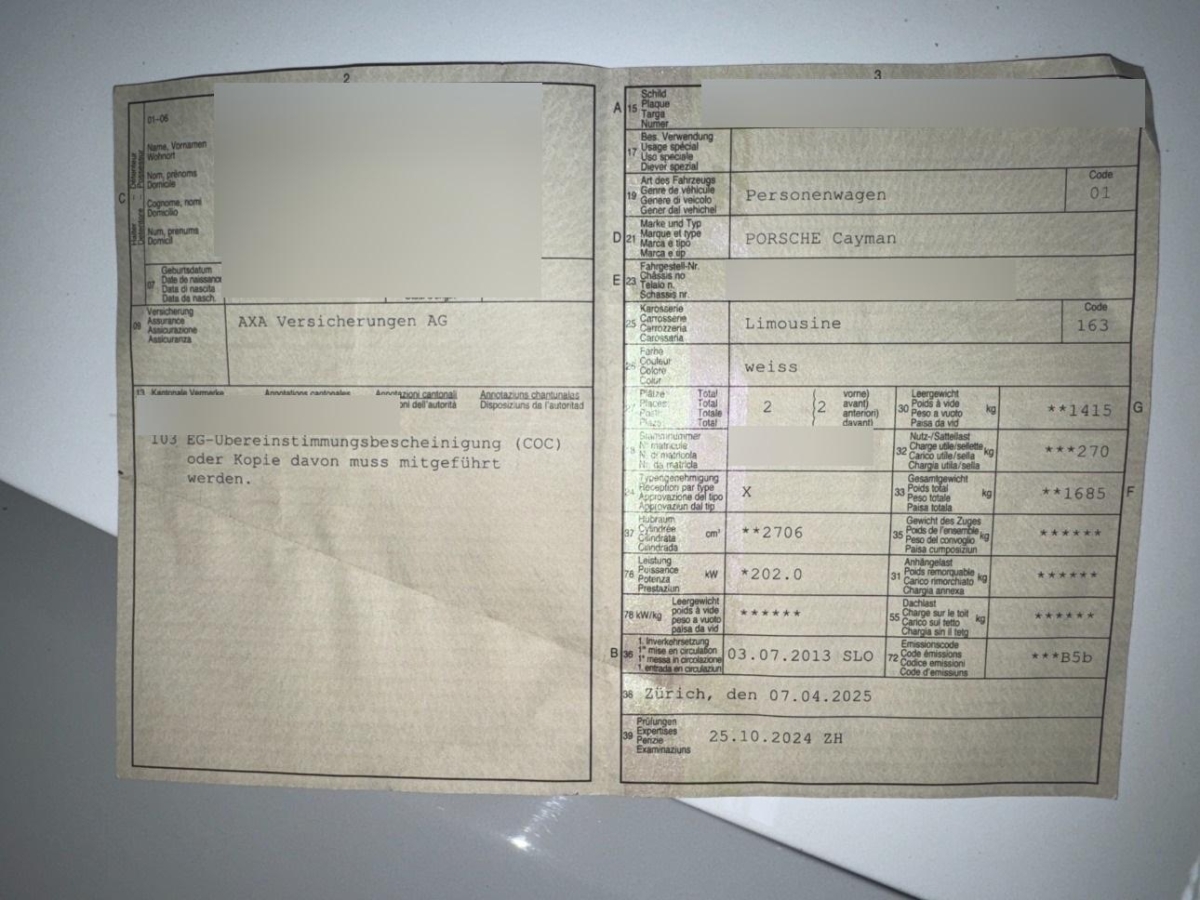 2
01-06
Name, Vornamen
Wohnort
Nom, prénoms
Domicile
Cognome, nomi
Domicilio
Num, prenums
Domicil
C
07
Geburtsdatum
Date de naissance
Data di nascita
Data da nasch.
09
Versicherung
Assurance
Assicurazione
Assicuranza
AXA Versicherungen AG
13 Kantonale Vermerke Annotations cantonales Annotazioni cantonali Annotaziuns chantunalas
oni dell'autorità Disposiziuns da l'autoritad
103 EG-Übereinstimmungsbescheinigung (COC)
oder Kopie davon muss mitgeführt
werden.
3
A 15
Schild
Plaque
Targa
Numer
17
Bes. Verwendung
Usage spécial
Uso speciale
Diever spezial
19
Art des Fahrzeugs
Genre de véhicule
Genere di veicolo
Gener dal vehichel
Personenwagen
Code
01
D 21
Marke und Typ
Marque et type
Marca e tipo
Marca e tip
PORSCHE Cayman
E 23
Fahrgestell-Nr.
Châssis no
Telaio n.
Schassis nr.
25
Karosserie
Carrosserie
Carrozzeria
Carossaria
Limousine
Code
163
26
Farbe
Couleur
Colore
Colur
weiss
Plätze Total
Places Total
Totale
Total
2
(2
vorne)
avant)
anteriori)
davant)
30
Leergewicht
Poids à vide
Peso a vuoto
Paisa da vid
kg
**1415
G
Stammnummer
N° matricule
N. di matricola
Nr. da matricla
32
Nutz-/Sattellast
Charge utile/sellette
Carico utile/sella
Chargia utila/sella
kg
***270
24
Typengenehmigung
Réception par type
Approvazione del tipo
Approvaziun dal tip
X
33
Gesamtgewicht
Poids total
Peso totale
Paisa totala
kg
**1685
F
37
Hubraum
Cylindrée
Cilindrata
Cilindrada
cm³
**2706
35
Gewicht des Zuges
Poids de l'ensemble
Peso del convoglio
Paisa cumposiziun
kg
******
76
Leistung
Puissance
Potenza
Prestaziun
kW
*202.0
31
Anhängelast
Poids remorquable
Carico rimorchiato
Chargia annexa
kg
******
78 kW/kg
Leergewicht
poids à vide
peso a vuoto
paisa da vid
******
55
Dachlast
Charge sur le toit
Carico sul tetto
Chargia sin il tetg
kg
******
B 36
1. Inverkehrsetzung
1re mise en circulation
1a messa in circolazione
1. entrada en circulaziun
03.07.2013 SLO
72
Emissionscode
Code émissions
Codice emissioni
Code d'emissiuns
***B5b
38 Zürich, den 07.04.2025
39
Prüfungen
Expertises
Perizie
Examinaziuns
25.10.2024 ZH